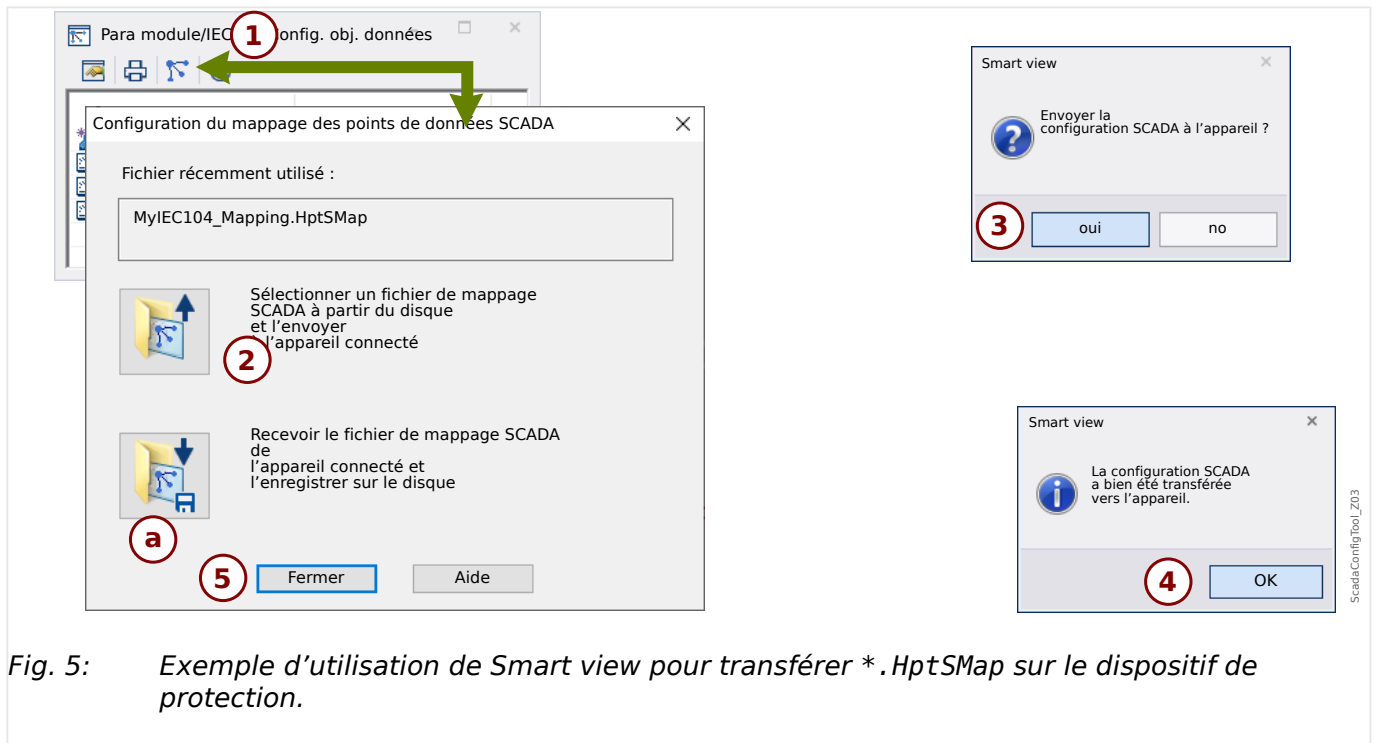 Para module/IEC 1 onfig. obj. données
Configuration du mappage des points de données SCADA
Fichier récemment utilisé :
MyIEC104_Mapping.HptSMap
Sélectionner un fichier de mappage
SCADA à partir du disque
et l’envoyer
l’appareil connecté
2
Recevoir le fichier de mappage SCADA
de
l’appareil connecté et
l’enregistrer sur le disque
a
5 Fermer Aide
Smart view
Envoyer la
configuration SCADA à l’appareil ?
3 oui no
Smart view
La configuration SCADA
a bien été transférée
vers l’appareil.
4 OK
ScadaConfigTool_Z03
Fig. 5: Exemple d’utilisation de Smart view pour transférer *.HptSMap sur le dispositif de
protection.